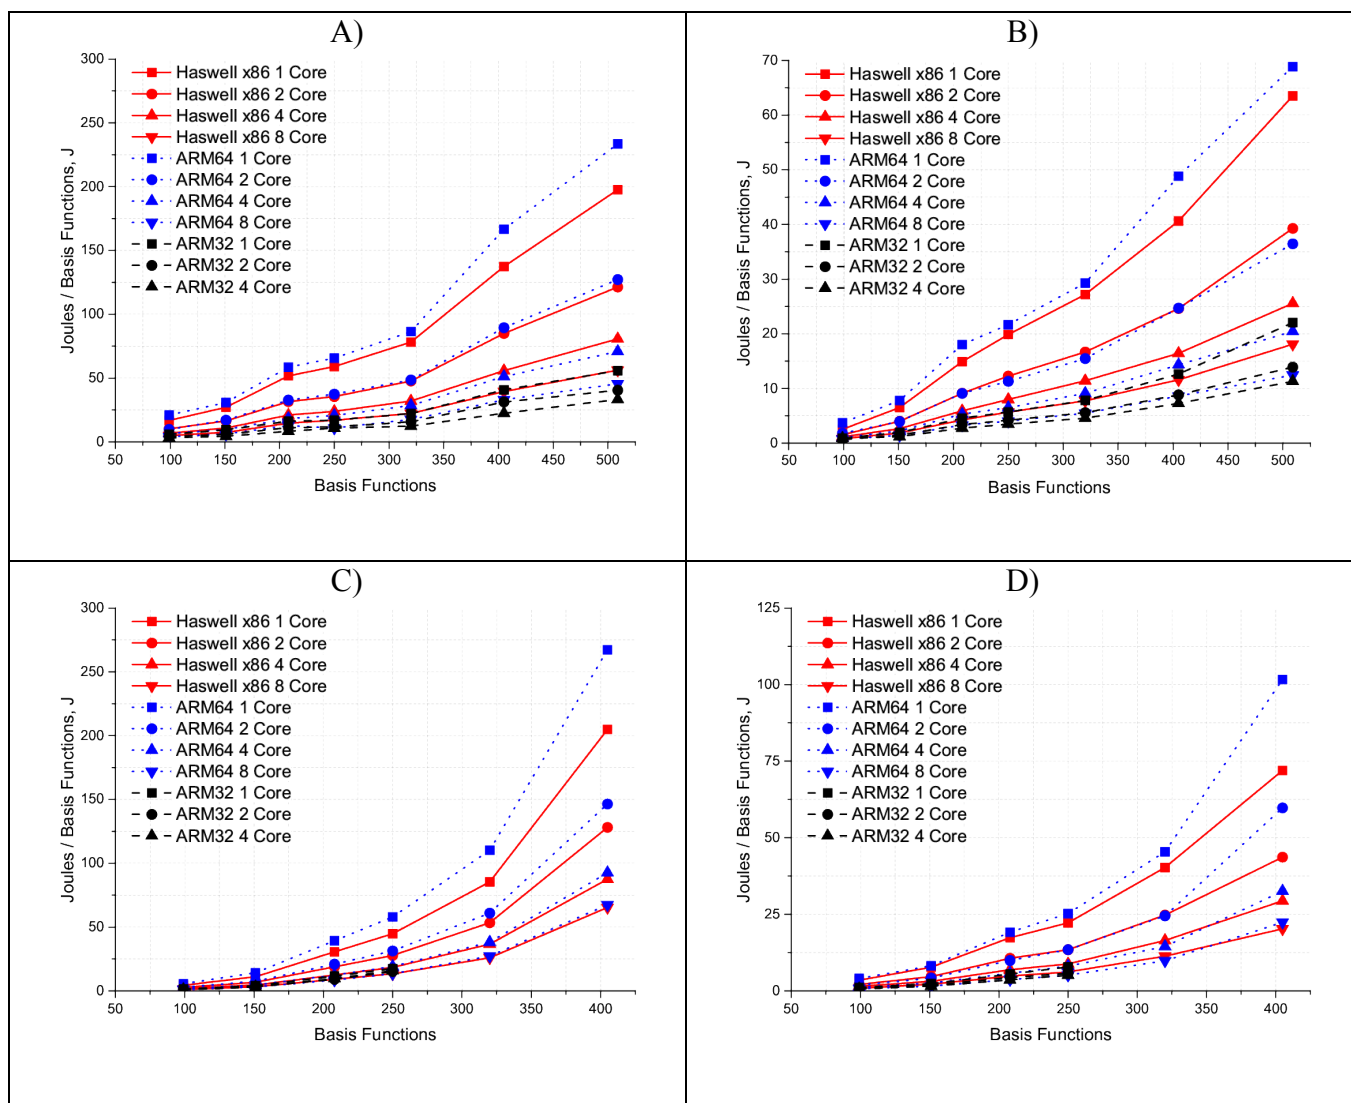 A)
300
250
200
150
100
50
0
Joules / Basis Functions, J
Haswell x86 1 Core
Haswell x86 2 Core
Haswell x86 4 Core
Haswell x86 8 Core
ARM64 1 Core
ARM64 2 Core
ARM64 4 Core
ARM64 8 Core
ARM32 1 Core
ARM32 2 Core
ARM32 4 Core
50 100 150 200 250 300 350 400 450 500
Basis Functions
B)
70
60
50
40
30
20
10
0
Joules / Basis Functions, J
Haswell x86 1 Core
Haswell x86 2 Core
Haswell x86 4 Core
Haswell x86 8 Core
ARM64 1 Core
ARM64 2 Core
ARM64 4 Core
ARM64 8 Core
ARM32 1 Core
ARM32 2 Core
ARM32 4 Core
50 100 150 200 250 300 350 400 450 500
Basis Functions
C)
300
250
200
150
100
50
0
Joules / Basis Functions, J
Haswell x86 1 Core
Haswell x86 2 Core
Haswell x86 4 Core
Haswell x86 8 Core
ARM64 1 Core
ARM64 2 Core
ARM64 4 Core
ARM64 8 Core
ARM32 1 Core
ARM32 2 Core
ARM32 4 Core
50 100 150 200 250 300 350 400
Basis Functions
D)
125
100
75
50
25
0
Joules / Basis Functions, J
Haswell x86 1 Core
Haswell x86 2 Core
Haswell x86 4 Core
Haswell x86 8 Core
ARM64 1 Core
ARM64 2 Core
ARM64 4 Core
ARM64 8 Core
ARM32 1 Core
ARM32 2 Core
ARM32 4 Core
50 100 150 200 250 300 350 400
Basis Functions